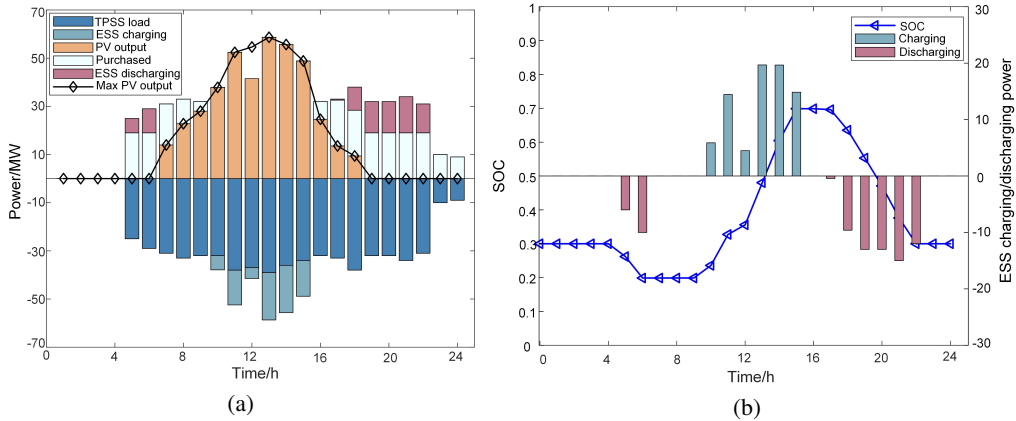 70
50
30
10
-10
-30
-50
-70
Power/MW
TPSS load
ESS charging
PV output
Purchased
ESS discharging
Max PV output
0 4 8 12 16 20 24
Time/h
(a)
1
0.9
0.8
0.7
0.6
0.5
0.4
0.3
0.2
0.1
0
SOC
SOC
Charging
Discharging
30
20
10
0
-10
-20
-30
ESS charging/discharging power
0 4 8 12 16 20 24
Time/h
(b)